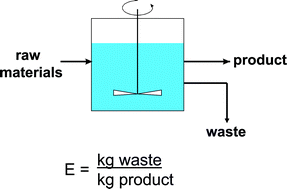 raw
materials
product
waste
E = kg waste
kg product